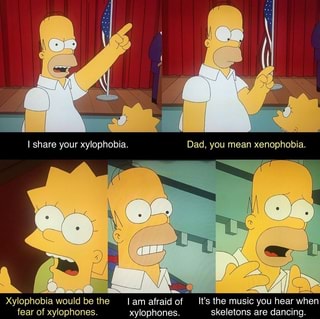 I share your xylophobia.
Dad, you mean xenophobia.
Xylophobia would be the
fear of xylophones.
I am afraid of
xylophones.
It's the music you hear when
skeletons are dancing.